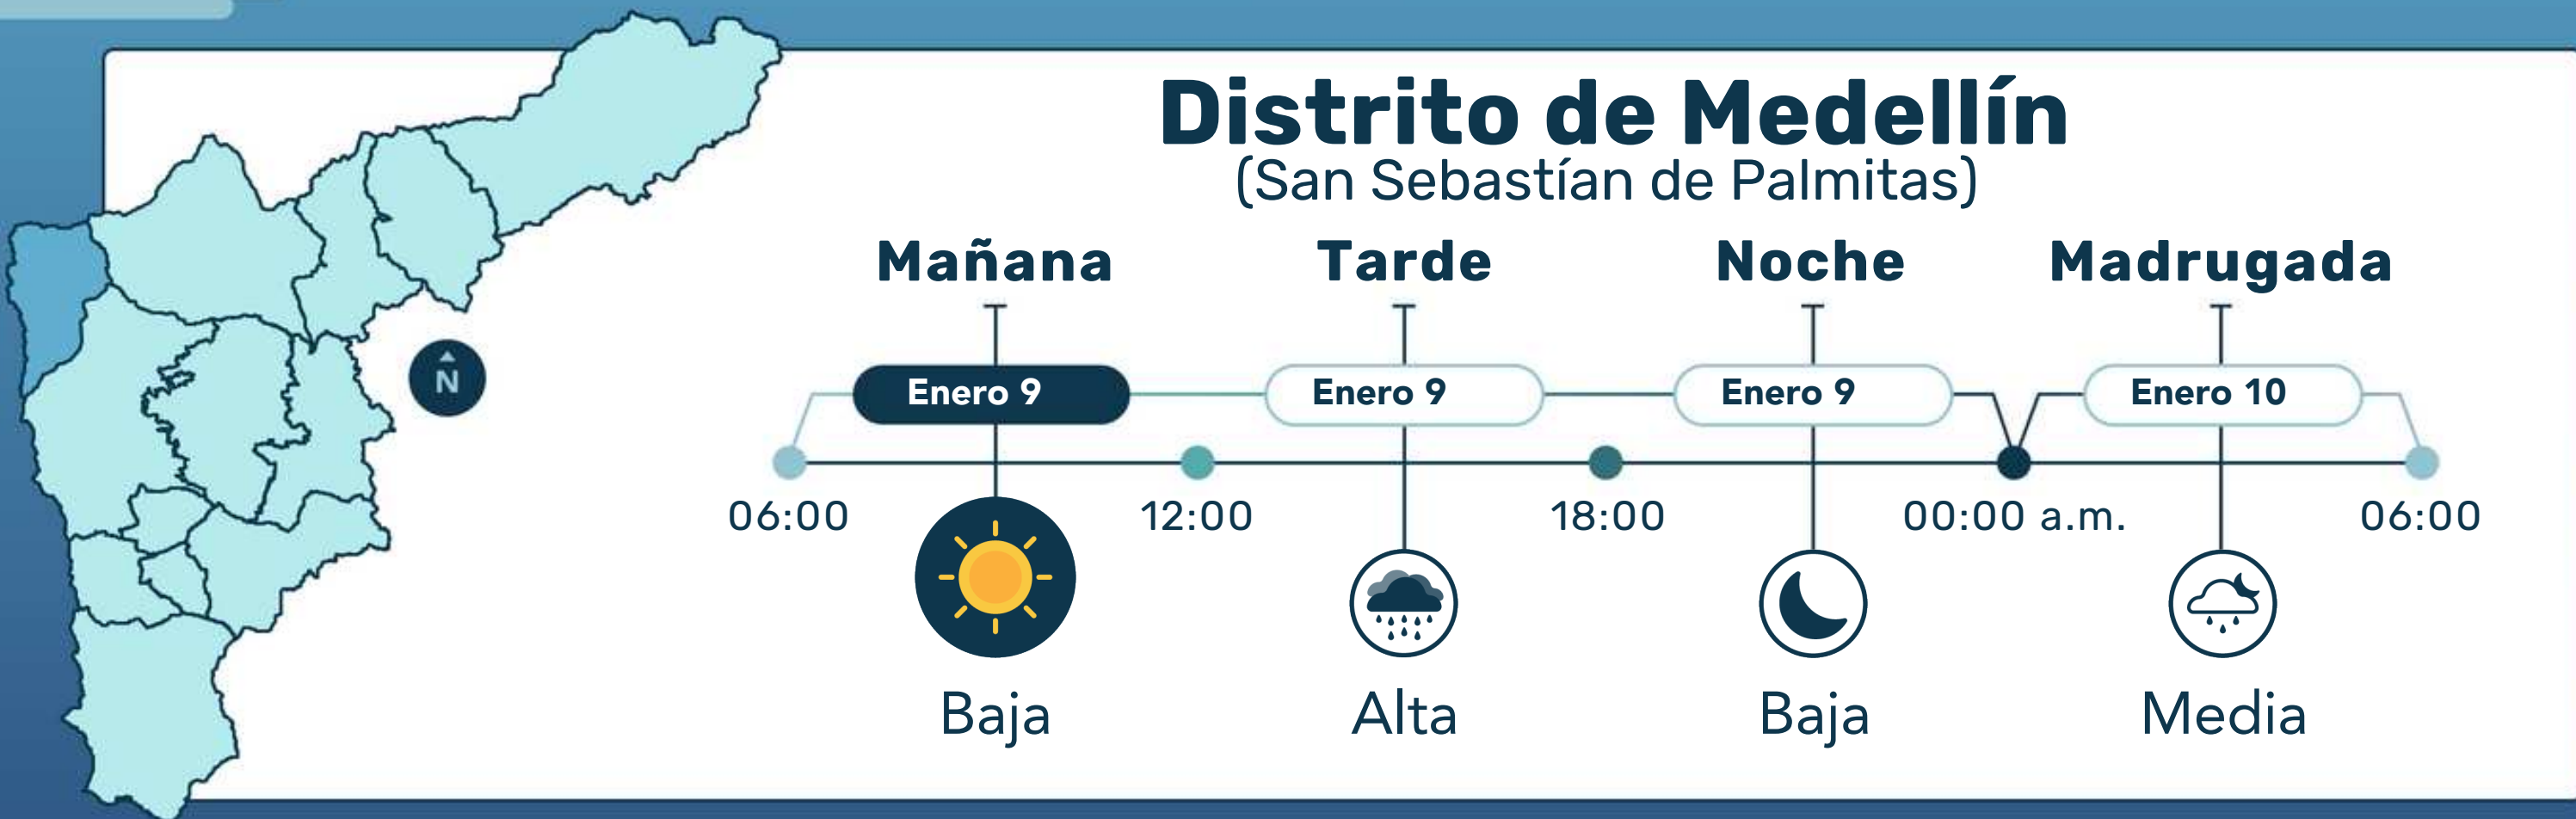 Distrito de Medellín
(San Sebastían de Palmitas)
Mañana Tarde Noche Madrugada
Enero 9 Enero 9 Enero 9 Enero 10
N
06:00 12:00 18:00 00:00 a.m. 06:00
Baja Alta Baja Media